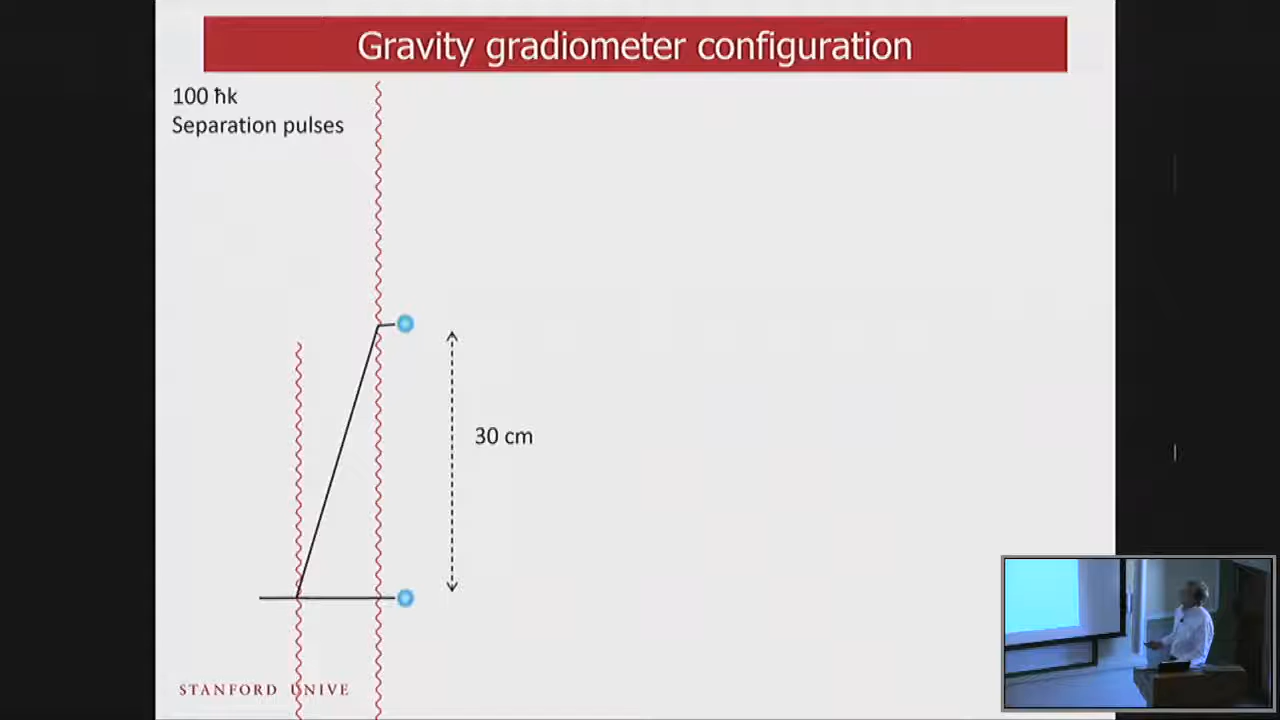 Gravity gradiometer configuration
100 ħk
Separation pulses
30 cm
STANFORD UNIVE